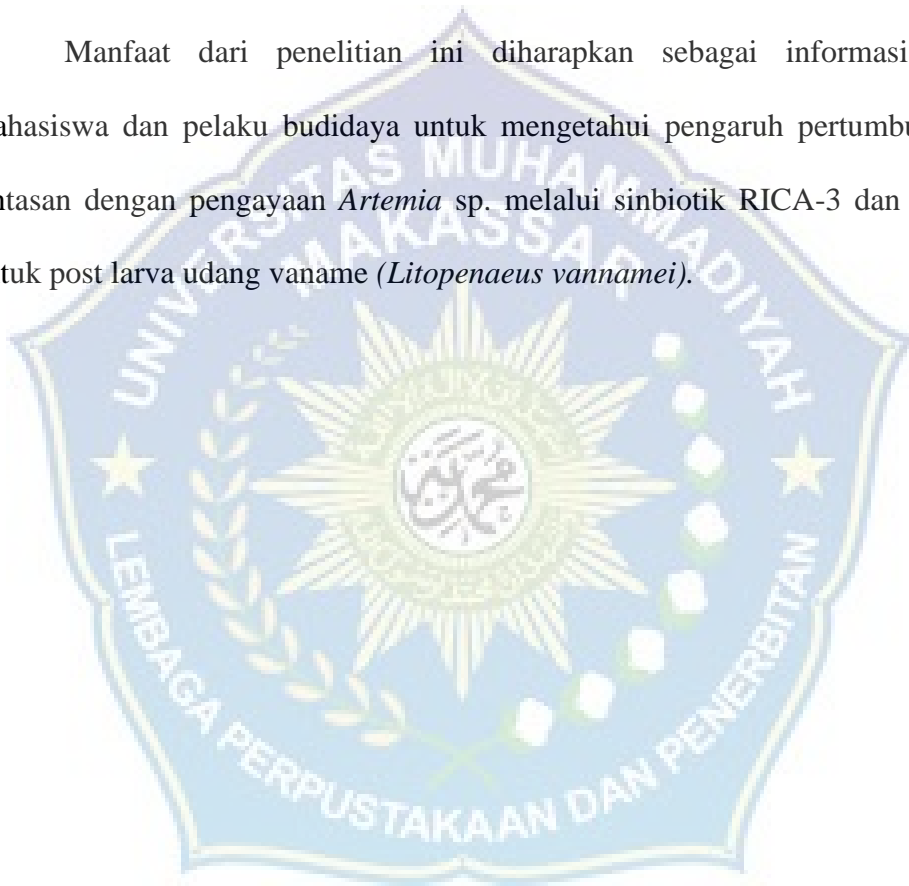 Manfaat dari penelitian ini diharapkan sebagai informasi
ahasiswa dan pelaku budidaya untuk mengetahui pengaruh pertumbu
ntasan dengan pengayaan Artemia sp. melalui sinbiotik RICA-3 dan
tuk post larva udang vaname (Litopenaeus vannamei).
UNIVERSITAS MUHAMMADIYAH
MAKASSAR
LEMBAGA PERPUSTAKAAN DAN PENERBITAN